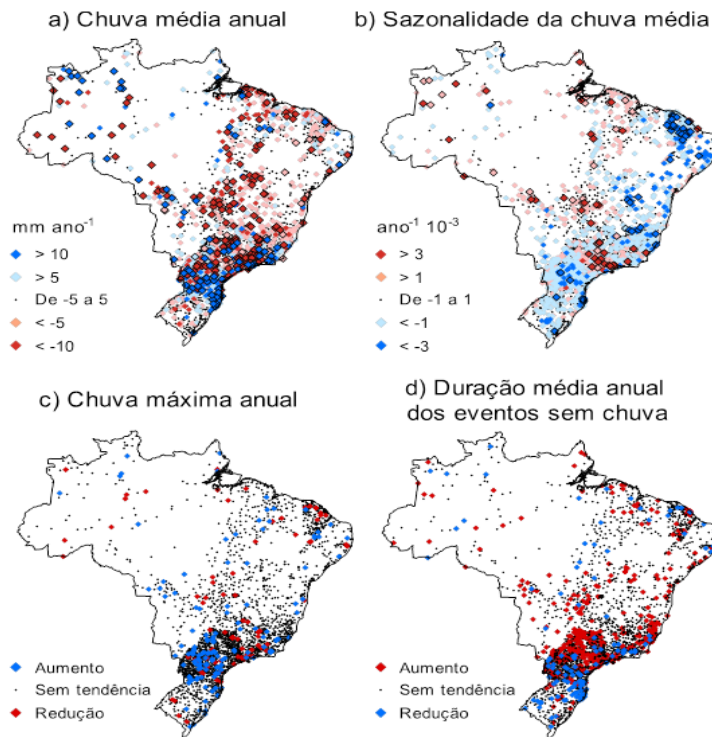 a) Chuva média anual
mm ano⁻¹
> 10
> 5
De -5 a 5
< -5
< -10
b) Sazonalidade da chuva média
ano⁻¹ 10⁻³
> 3
> 1
De -1 a 1
< -1
< -3
c) Chuva máxima anual
Aumento
Sem tendência
Redução
d) Duração média anual
dos eventos sem chuva
Aumento
Sem tendência
Redução